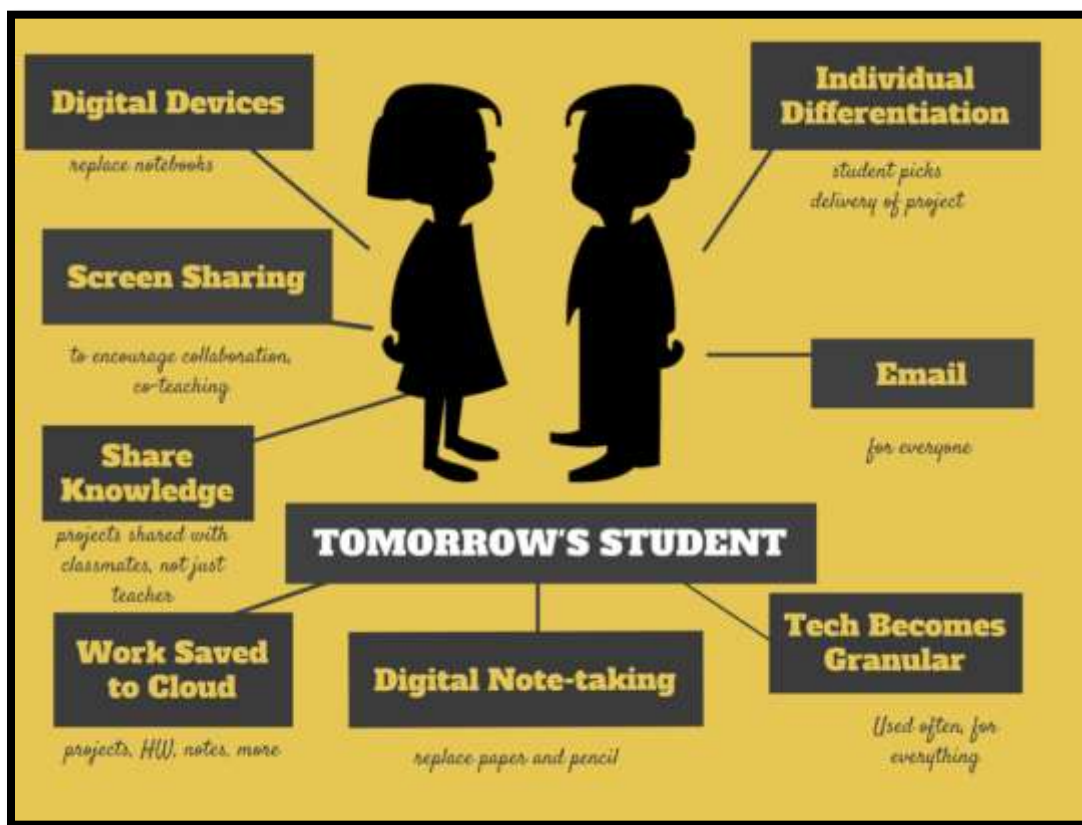 Digital Devices
replace notebooks
Screen Sharing
to encourage collaboration,
co-teaching
Share
Knowledge
projects shared with
classmates, not just
teacher
Work Saved
to Cloud
projects, HW, notes, more
Individual
Differentiation
student picks
delivery of project
Email
for everyone
TOMORROW'S STUDENT
Digital Note-taking
replace paper and pencil
Tech Becomes
Granular
Used often, for
everything